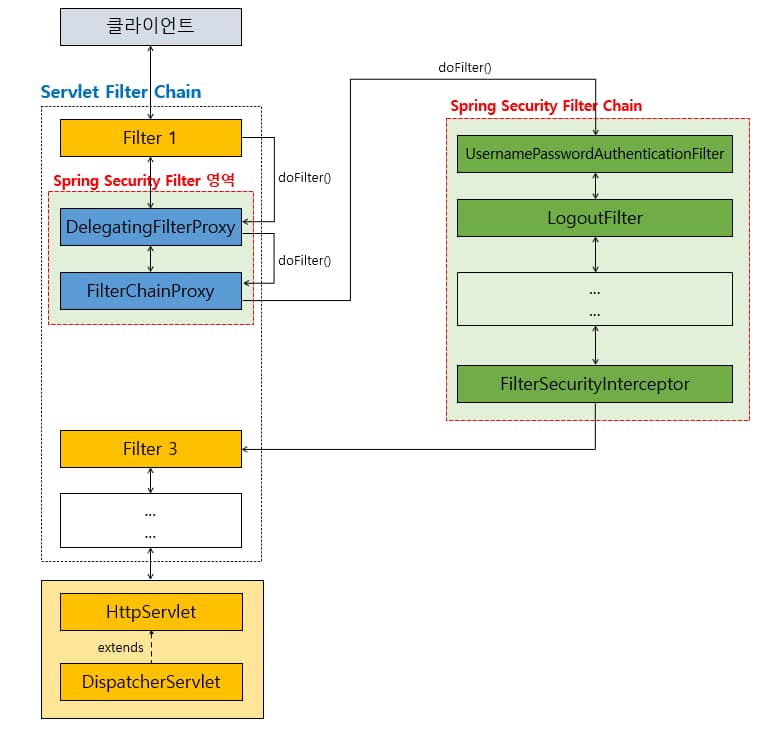 클라이언트
Servlet Filter Chain
Filter 1
doFilter()
Spring Security Filter 영역
DelegatingFilterProxy
doFilter()
FilterChainProxy
doFilter()
Spring Security Filter Chain
UsernamePasswordAuthenticationFilter
LogoutFilter
...
...
FilterSecurityInterceptor
Filter 3
...
...
HttpServlet
extends
DispatcherServlet